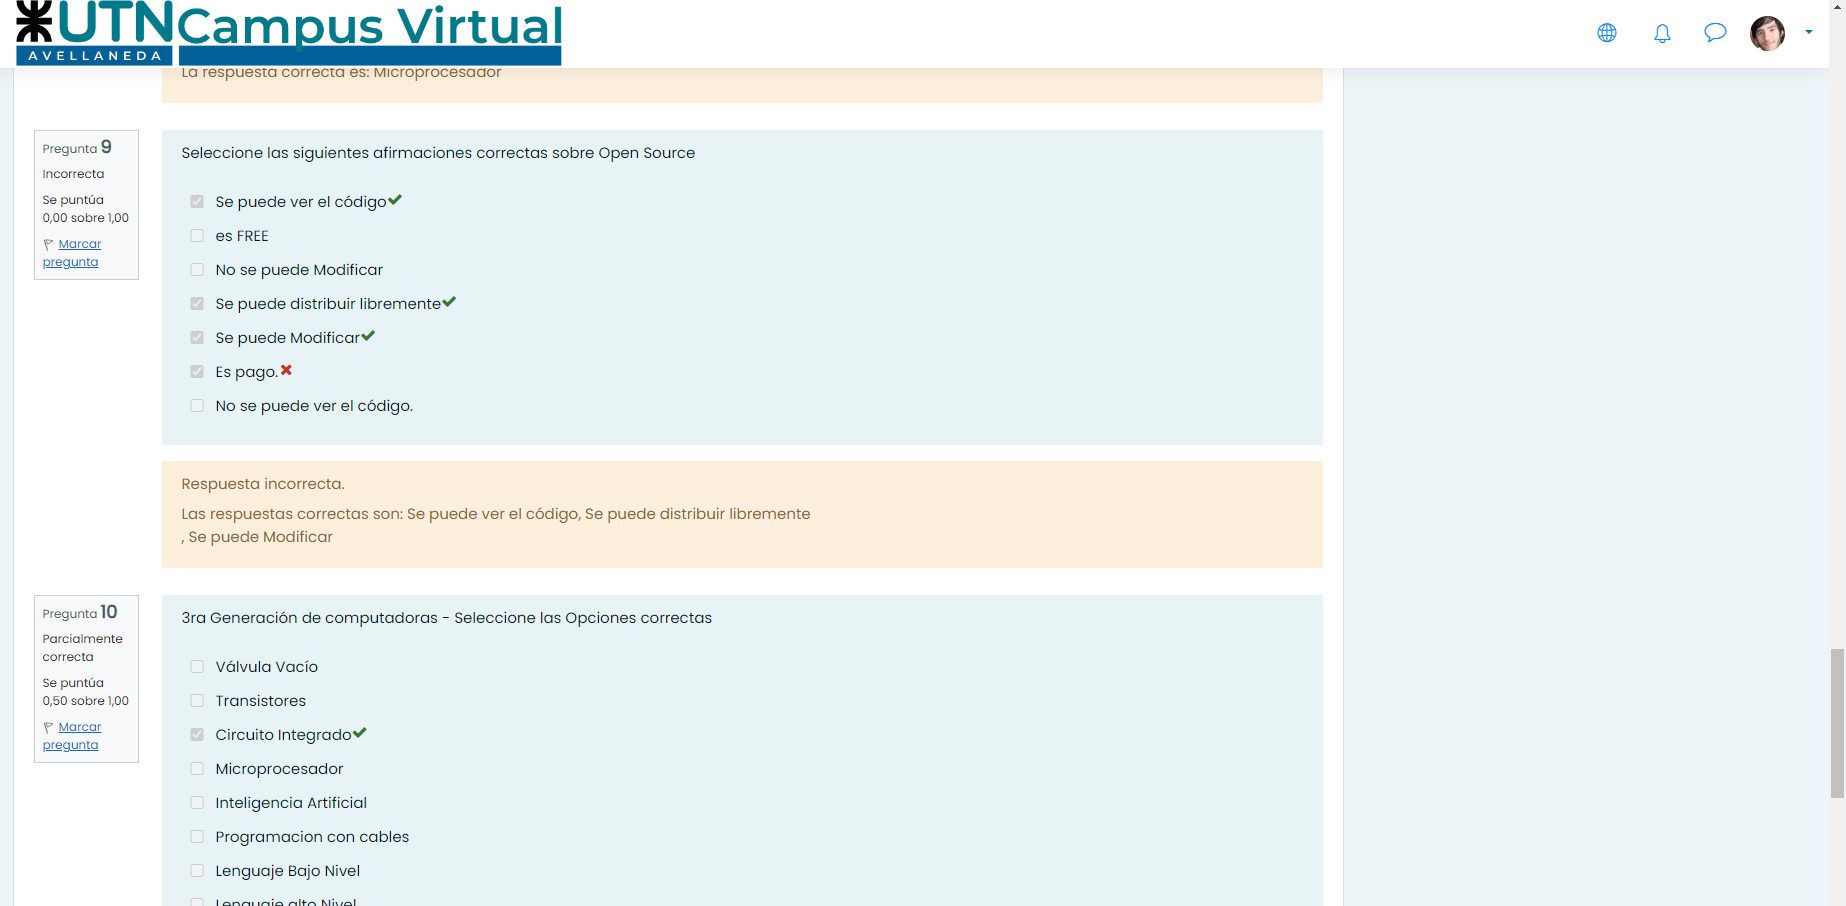 UTN Campus Virtual
AVELLANEDA
La respuesta correcta es: Microprocesador
Pregunta 9
Incorrecta
Se puntúa
0,00 sobre 1,00
Marcar
pregunta
Seleccione las siguientes afirmaciones correctas sobre Open Source
Se puede ver el código
es FREE
No se puede Modificar
Se puede distribuir libremente
Se puede Modificar
Es pago.
No se puede ver el código.
Respuesta incorrecta.
Las respuestas correctas son: Se puede ver el código, Se puede distribuir libremente
, Se puede Modificar
Pregunta 10
Parcialmente
correcta
Se puntúa
0,50 sobre 1,00
Marcar
pregunta
3ra Generación de computadoras - Seleccione las Opciones correctas
Válvula Vacío
Transistores
Circuito Integrado
Microprocesador
Inteligencia Artificial
Programacion con cables
Lenguaje Bajo Nivel
Lenguaje alto Nivel